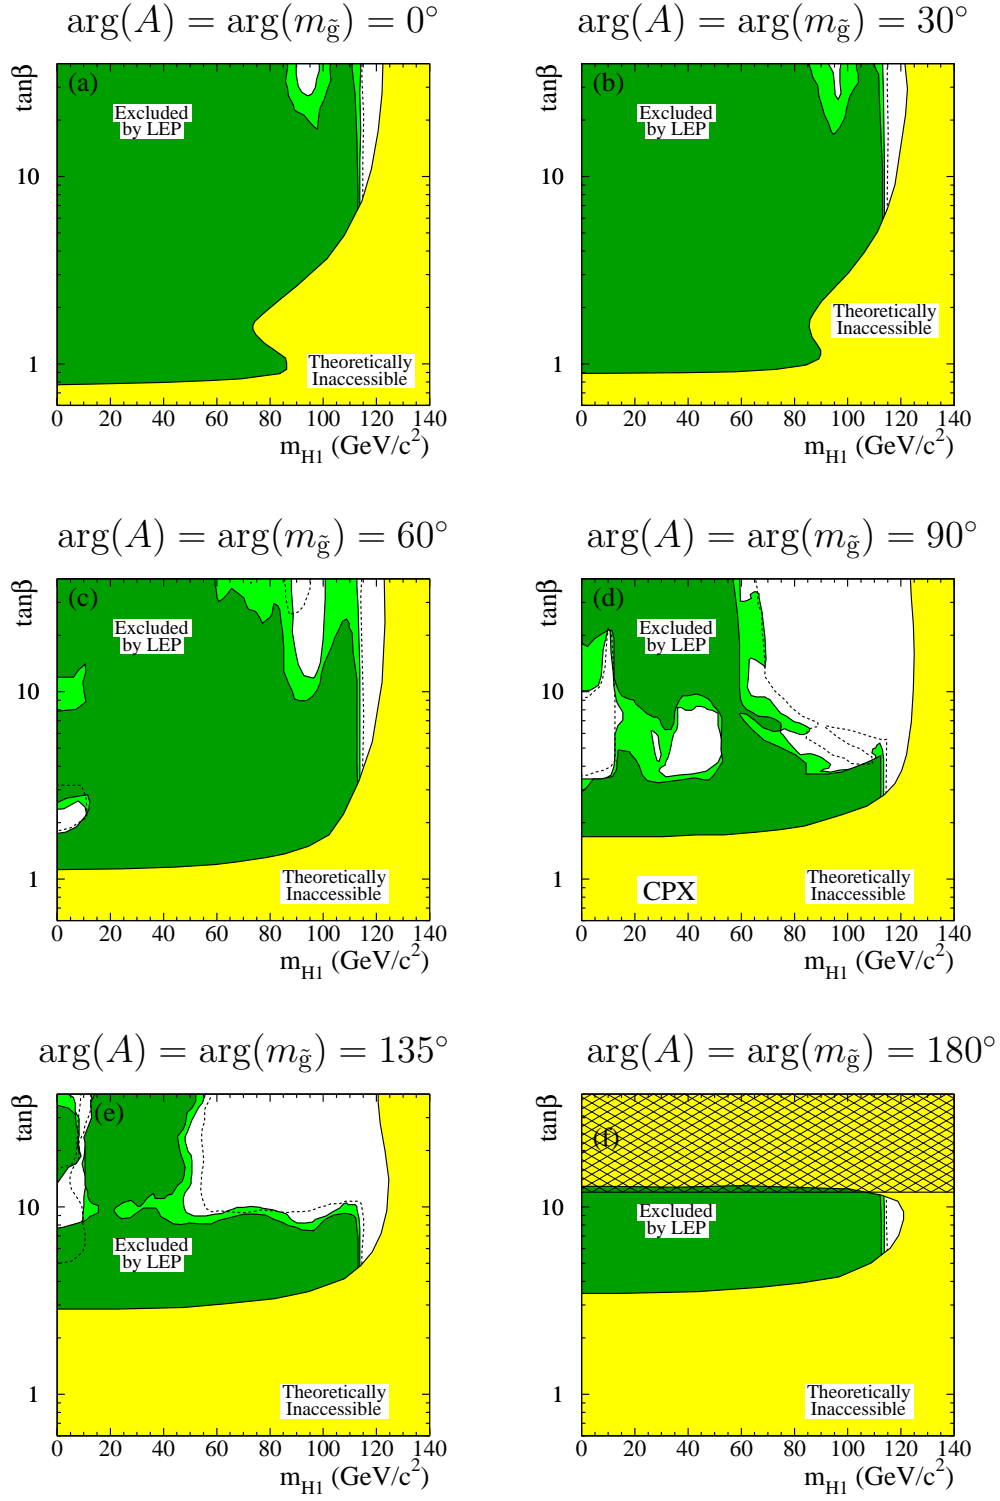 arg(A) = arg(m_g̃) = 0° arg(A) = arg(m_g̃) = 30°
tanβ
(a)
Excluded
by LEP
10
1
Theoretically
Inaccessible
0 20 40 60 80 100 120 140
m_H1 (GeV/c²)
tanβ
(b)
Excluded
by LEP
10
Theoretically
Inaccessible
1
0 20 40 60 80 100 120 140
m_H1 (GeV/c²)
arg(A) = arg(m_g̃) = 60° arg(A) = arg(m_g̃) = 90°
tanβ
(c)
Excluded
by LEP
10
1
Theoretically
Inaccessible
0 20 40 60 80 100 120 140
m_H1 (GeV/c²)
tanβ
(d)
Excluded
by LEP
10
1
CPX
Theoretically
Inaccessible
0 20 40 60 80 100 120 140
m_H1 (GeV/c²)
arg(A) = arg(m_g̃) = 135° arg(A) = arg(m_g̃) = 180°
tanβ
(e)
10
Excluded
by LEP
1
Theoretically
Inaccessible
0 20 40 60 80 100 120 140
m_H1 (GeV/c²)
tanβ
(f)
10
Excluded
by LEP
1
Theoretically
Inaccessible
0 20 40 60 80 100 120 140
m_H1 (GeV/c²)